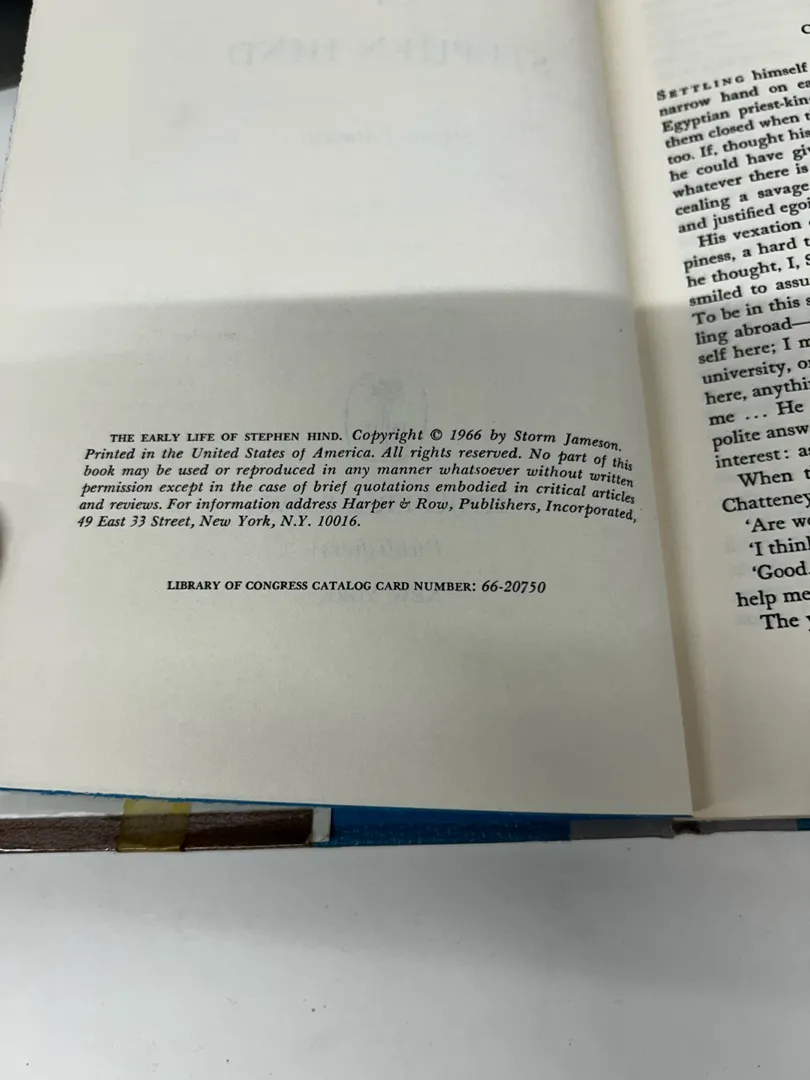 THE EARLY LIFE OF STEPHEN HIND. Copyright © 1966 by Storm Jameson.
Printed in the United States of America. All rights reserved. No part of this
book may be used or reproduced in any manner whatsoever without written
permission except in the case of brief quotations embodied in critical articles
and reviews. For information address Harper & Row, Publishers, Incorporated,
49 East 33 Street, New York, N.Y. 10016.
LIBRARY OF CONGRESS CATALOG CARD NUMBER: 66-20750
SETTLING himself
narrow hand on
Egyptian priest-kin
them closed when
too. If, thought his
he could have
whatever there is
cealing a savage
and justified
His vexation
piness, a hard
he thought, I,
smiled to
To be in this
ling abroad—
self here; I
university,
here,
me ... He
polite
interest:
When
Chatteney
'Are
'I
'Good.
help me
The